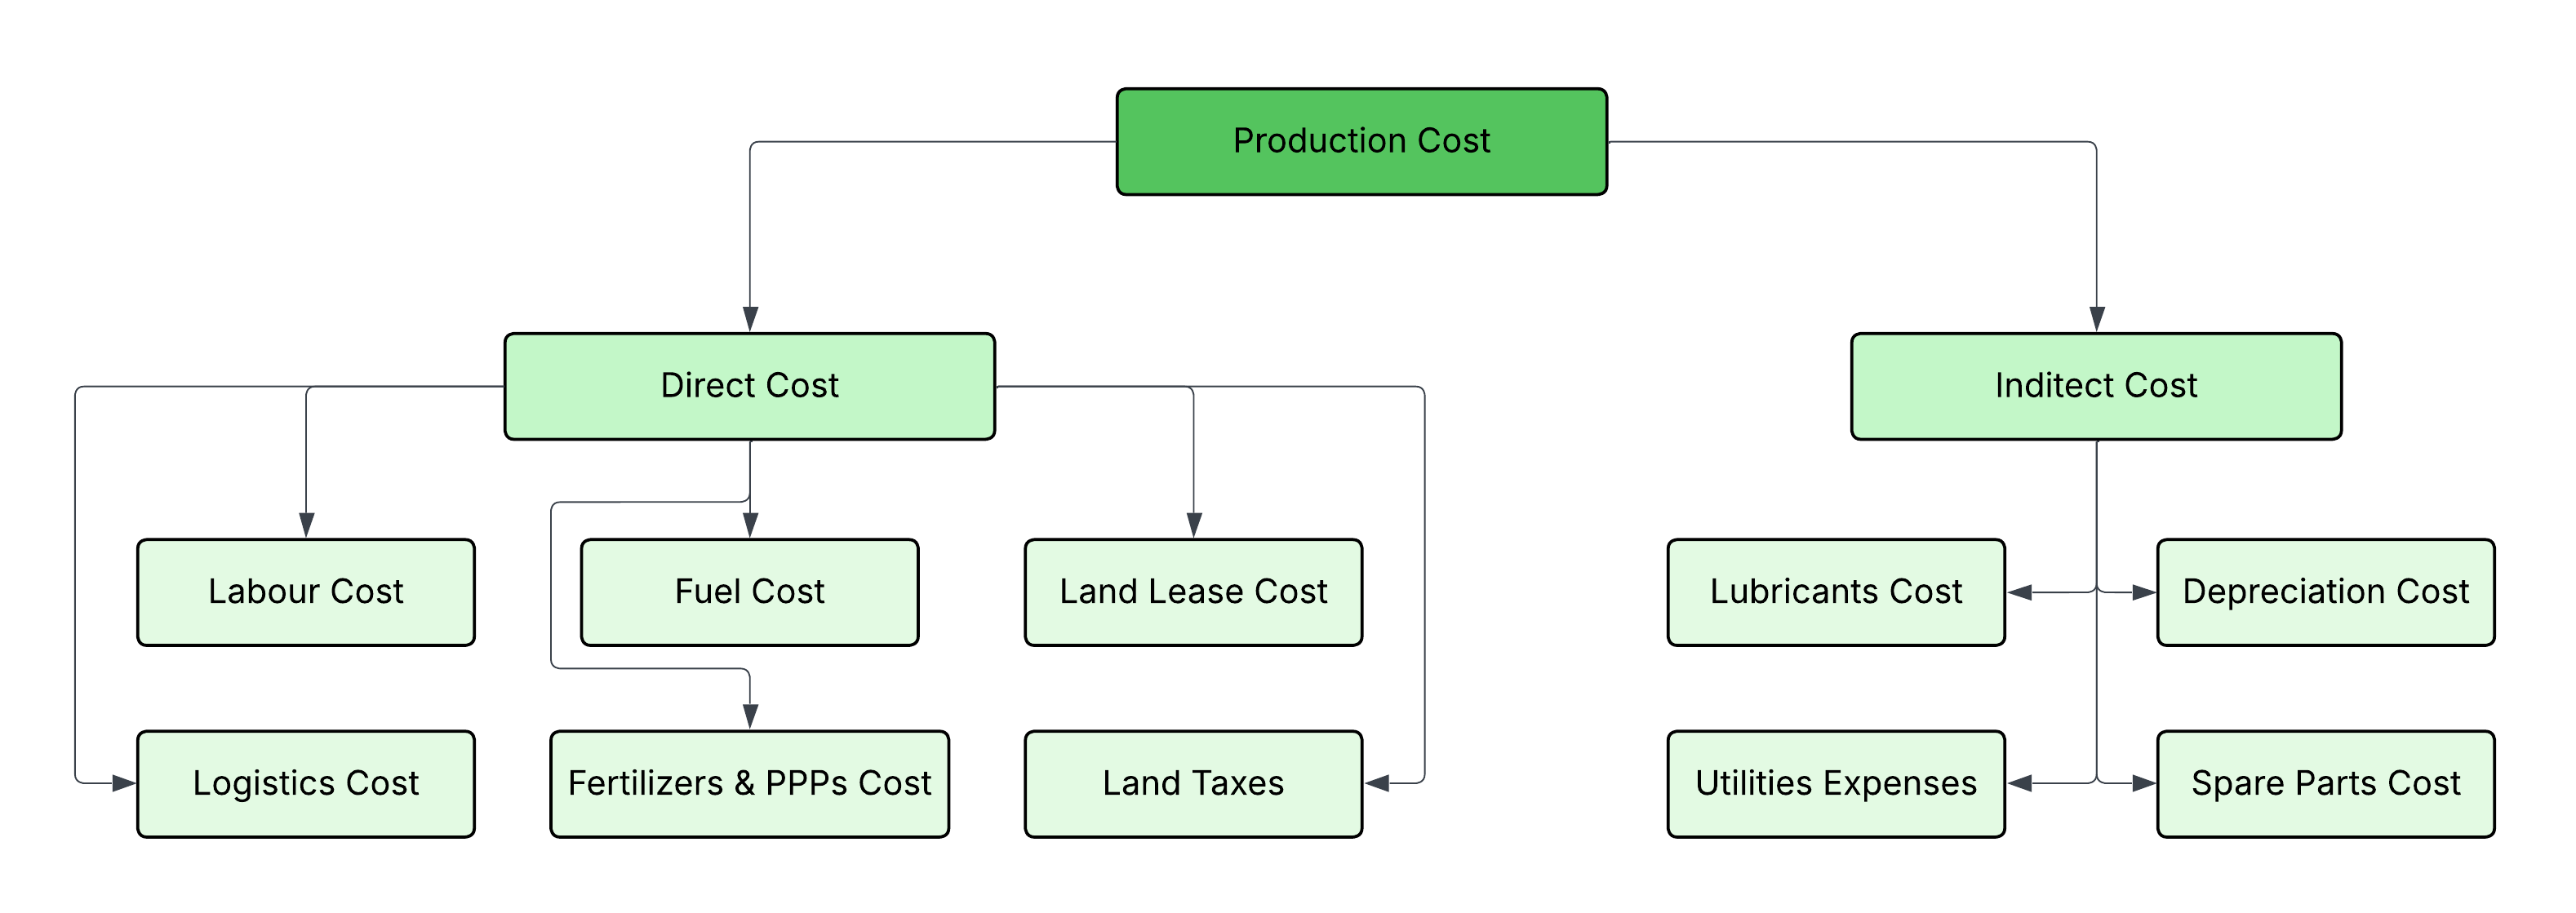 Production Cost
Direct Cost
Inditect Cost
Labour Cost
Fuel Cost
Land Lease Cost
Lubricants Cost
Depreciation Cost
Logistics Cost
Fertilizers & PPPs Cost
Land Taxes
Utilities Expenses
Spare Parts Cost